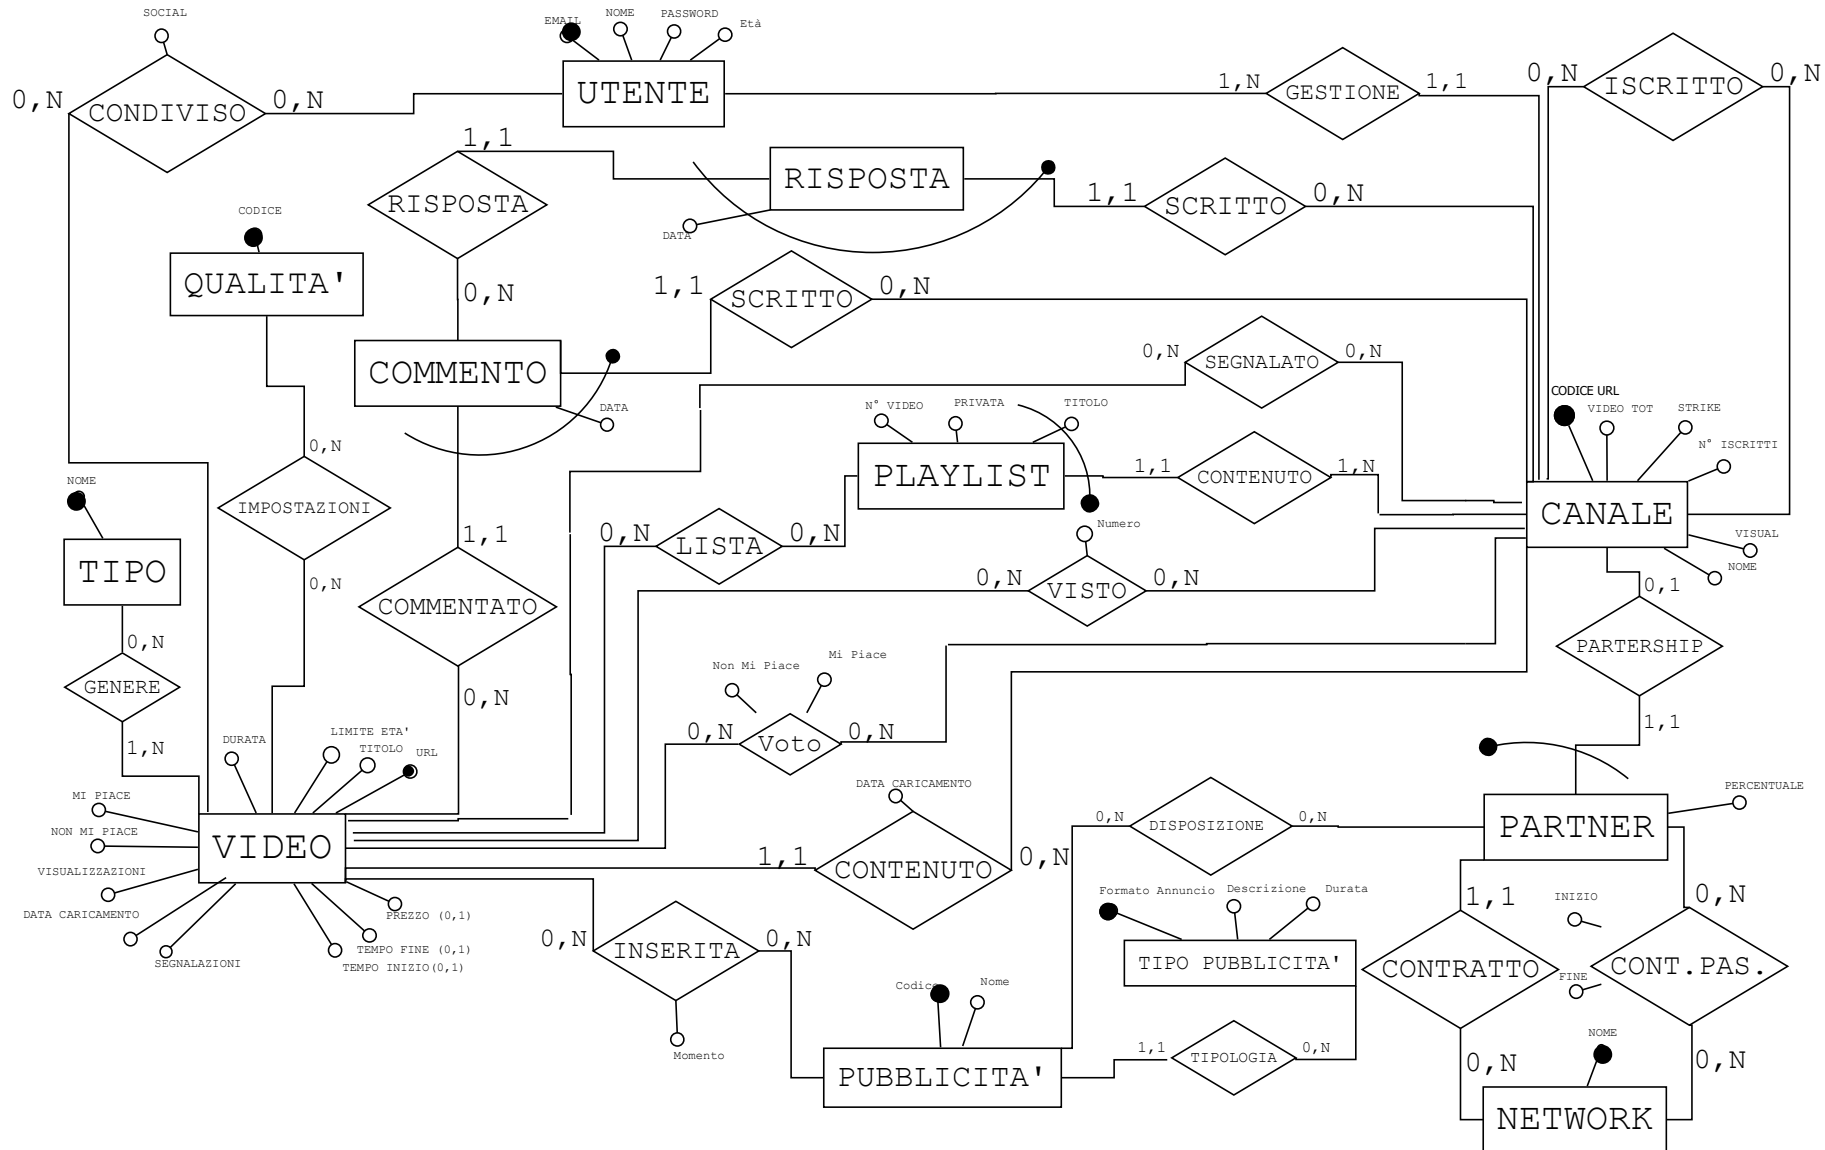 SOCIAL
EMAIL
NOME
PASSWORD
Età
0,N
CONDIVISO
0,N
UTENTE
1,N
GESTIONE
1,1
0,N
ISCRITTO
0,N
1,1
RISPOSTA
RISPOSTA
DATA
1,1
SCRITTO
0,N
CODICE
QUALITA'
0,N
1,1
SCRITTO
0,N
COMMENTO
DATA
0,N
SEGNALATO
0,N
N° VIDEO
PRIVATA
TITOLO
PLAYLIST
1,1
CONTENUTO
1,N
CODICE URL
VIDEO TOT
STRIKE
N° ISCRITTI
CANALE
VISUAL
NOME
0,N
IMPOSTAZIONI
0,N
NOME
TIPO
1,1
COMMENTATO
0,N
0,N
LISTA
0,N
Numero
0,N
VISTO
0,N
0,1
PARTERSHIP
1,1
0,N
GENERE
1,N
Non Mi Piace
Mi Piace
0,N
Voto
0,N
DURATA
LIMITE ETA'
TITOLO
URL
MI PIACE
NON MI PIACE
VISUALIZZAZIONI
DATA CARICAMENTO
SEGNALAZIONI
VIDEO
PREZZO (0,1)
TEMPO FINE (0,1)
TEMPO INIZIO(0,1)
DATA CARICAMENTO
1,1
CONTENUTO
0,N
0,N
DISPOSIZIONE
0,N
PARTNER
PERCENTUALE
0,N
INSERITA
0,N
Momento
Formato Annuncio
Descrizione
Durata
TIPO PUBBLICITA'
1,1
CONTRATTO
0,N
INIZIO
FINE
0,N
CONT.PAS.
0,N
Codice
Nome
PUBBLICITA'
1,1
TIPOLOGIA
0,N
NOME
NETWORK